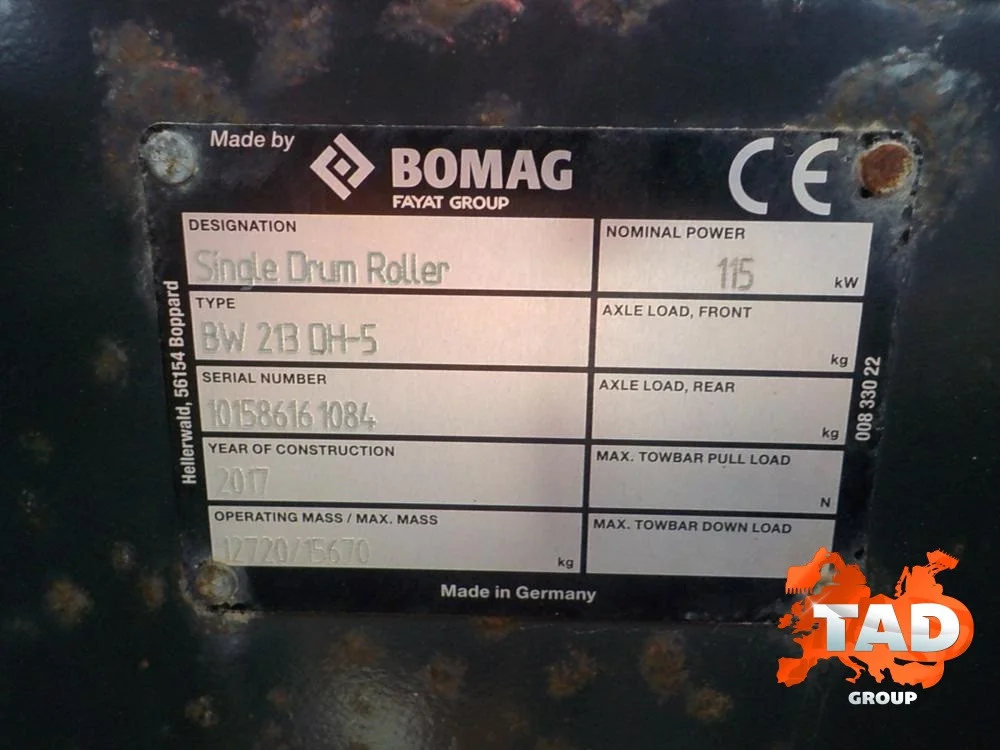 Made by
BOMAG
FAYAT GROUP
CE
DESIGNATION
Single Drum Roller
NOMINAL POWER
115
kW
TYPE
BW 213 DH-5
AXLE LOAD, FRONT
kg
SERIAL NUMBER
101586161084
AXLE LOAD, REAR
kg
YEAR OF CONSTRUCTION
2017
MAX. TOWBAR PULL LOAD
N
OPERATING MASS / MAX. MASS
12720/15670
kg
MAX. TOWBAR DOWN LOAD
Hellerwald, 56154 Boppard
008 330 22
Made in Germany
TAD
GROUP